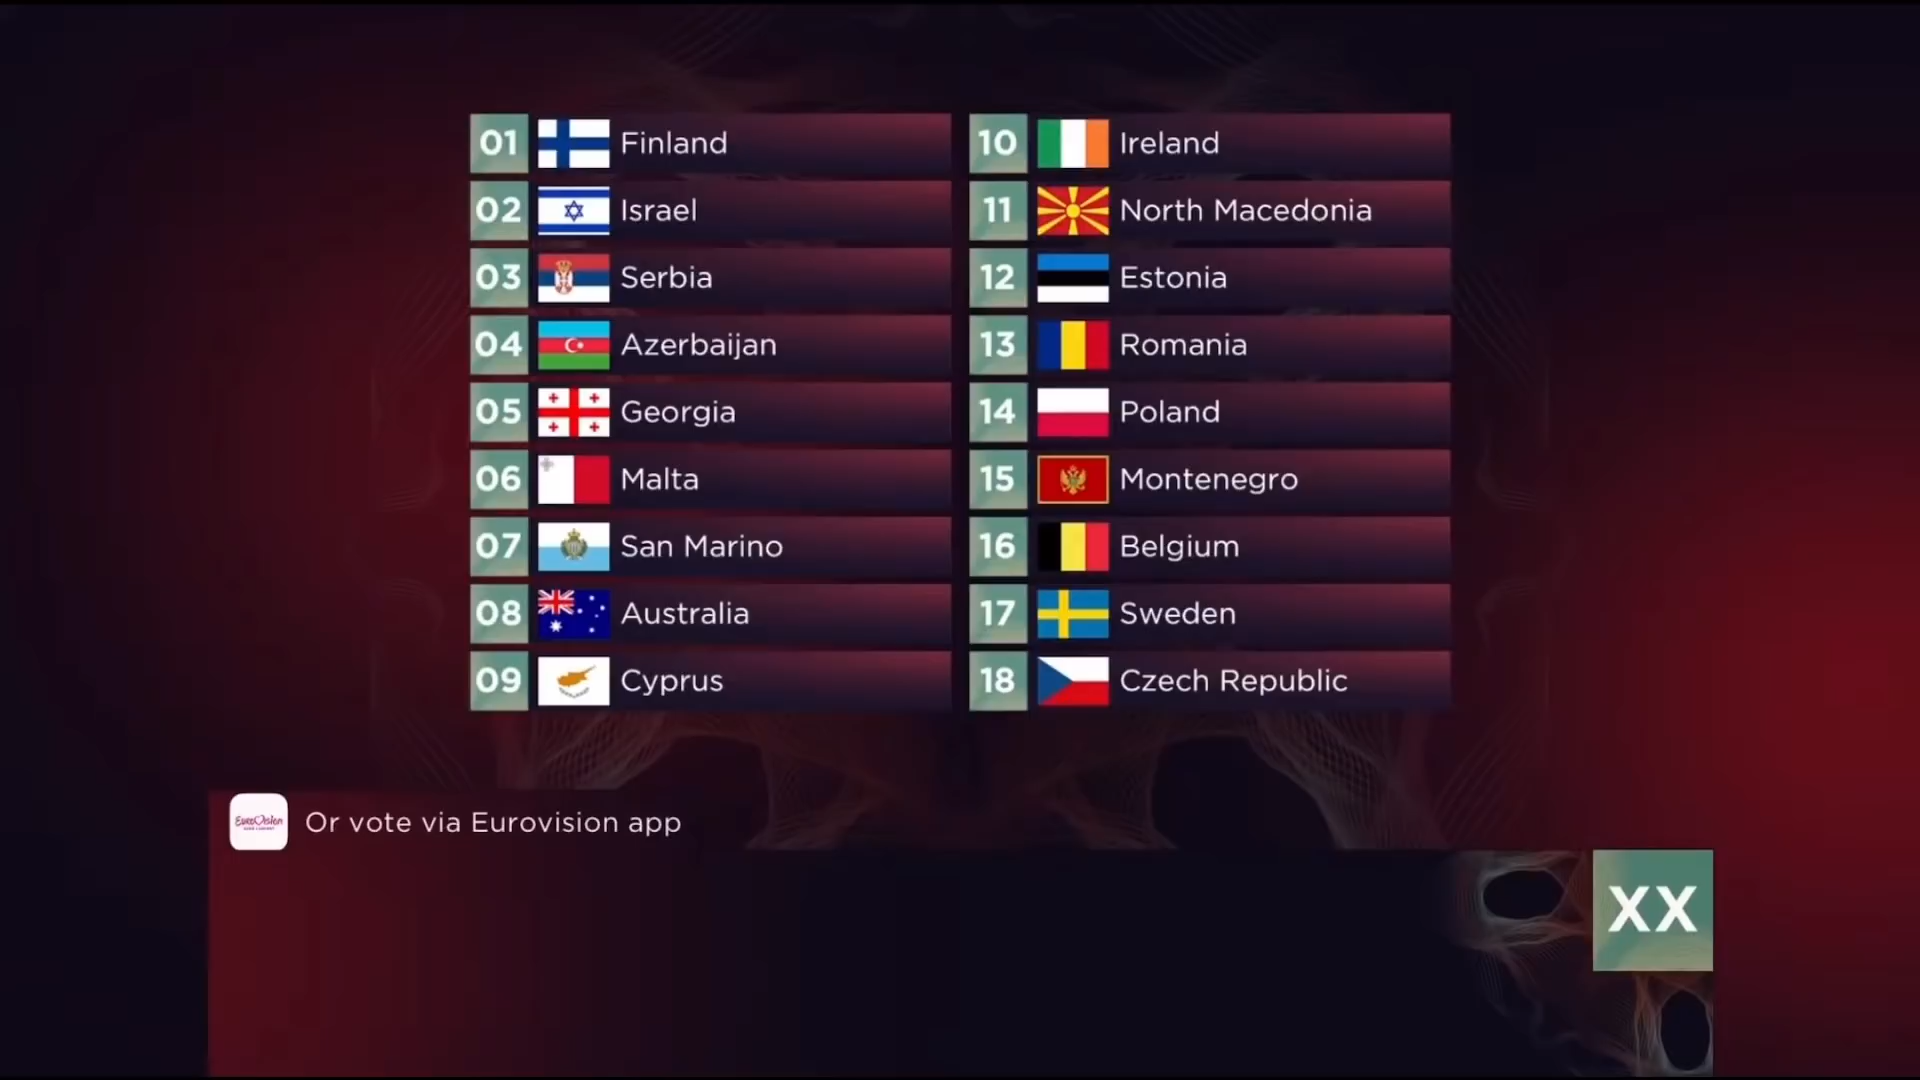 01 Finland
02 Israel
03 Serbia
04 Azerbaijan
05 Georgia
06 Malta
07 San Marino
08 Australia
09 Cyprus
10 Ireland
11 North Macedonia
12 Estonia
13 Romania
14 Poland
15 Montenegro
16 Belgium
17 Sweden
18 Czech Republic
EUROVISION
Or vote via Eurovision app
XX